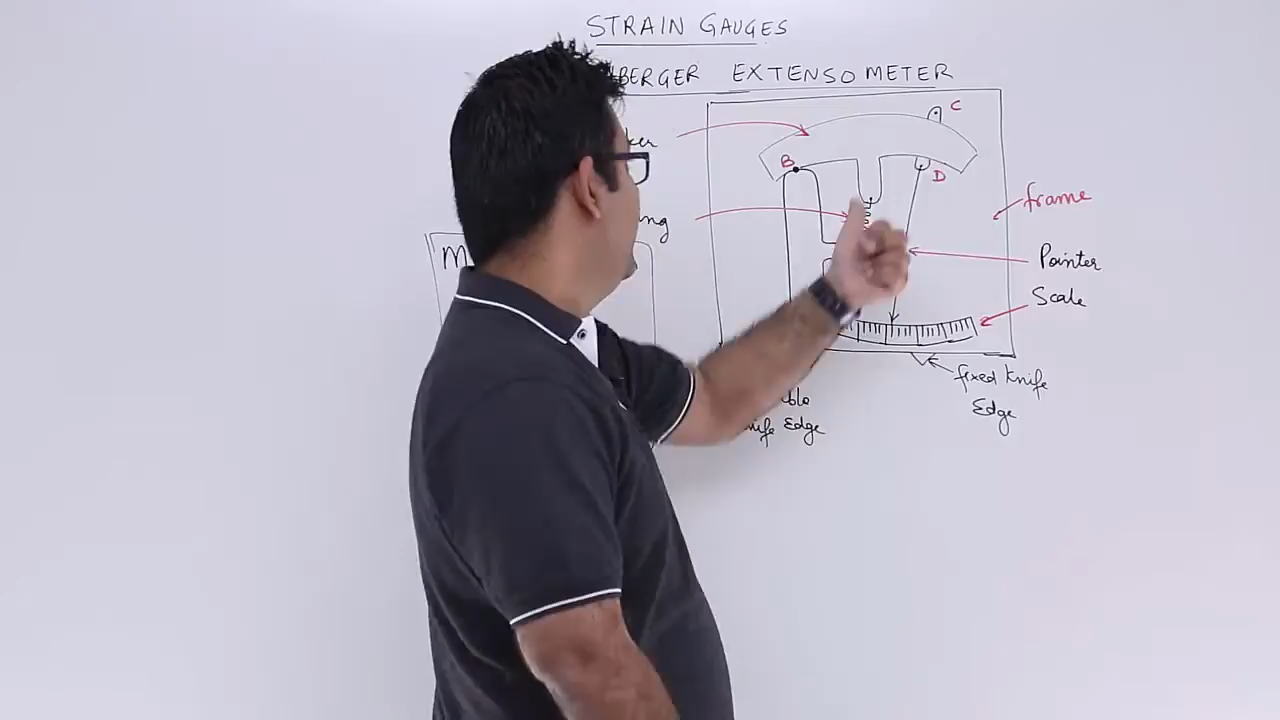 STRAIN GAUGES
EXTENSOMETER
C
B
D
frame
Pointer
Scale
fixed Knife
Edge
Edge